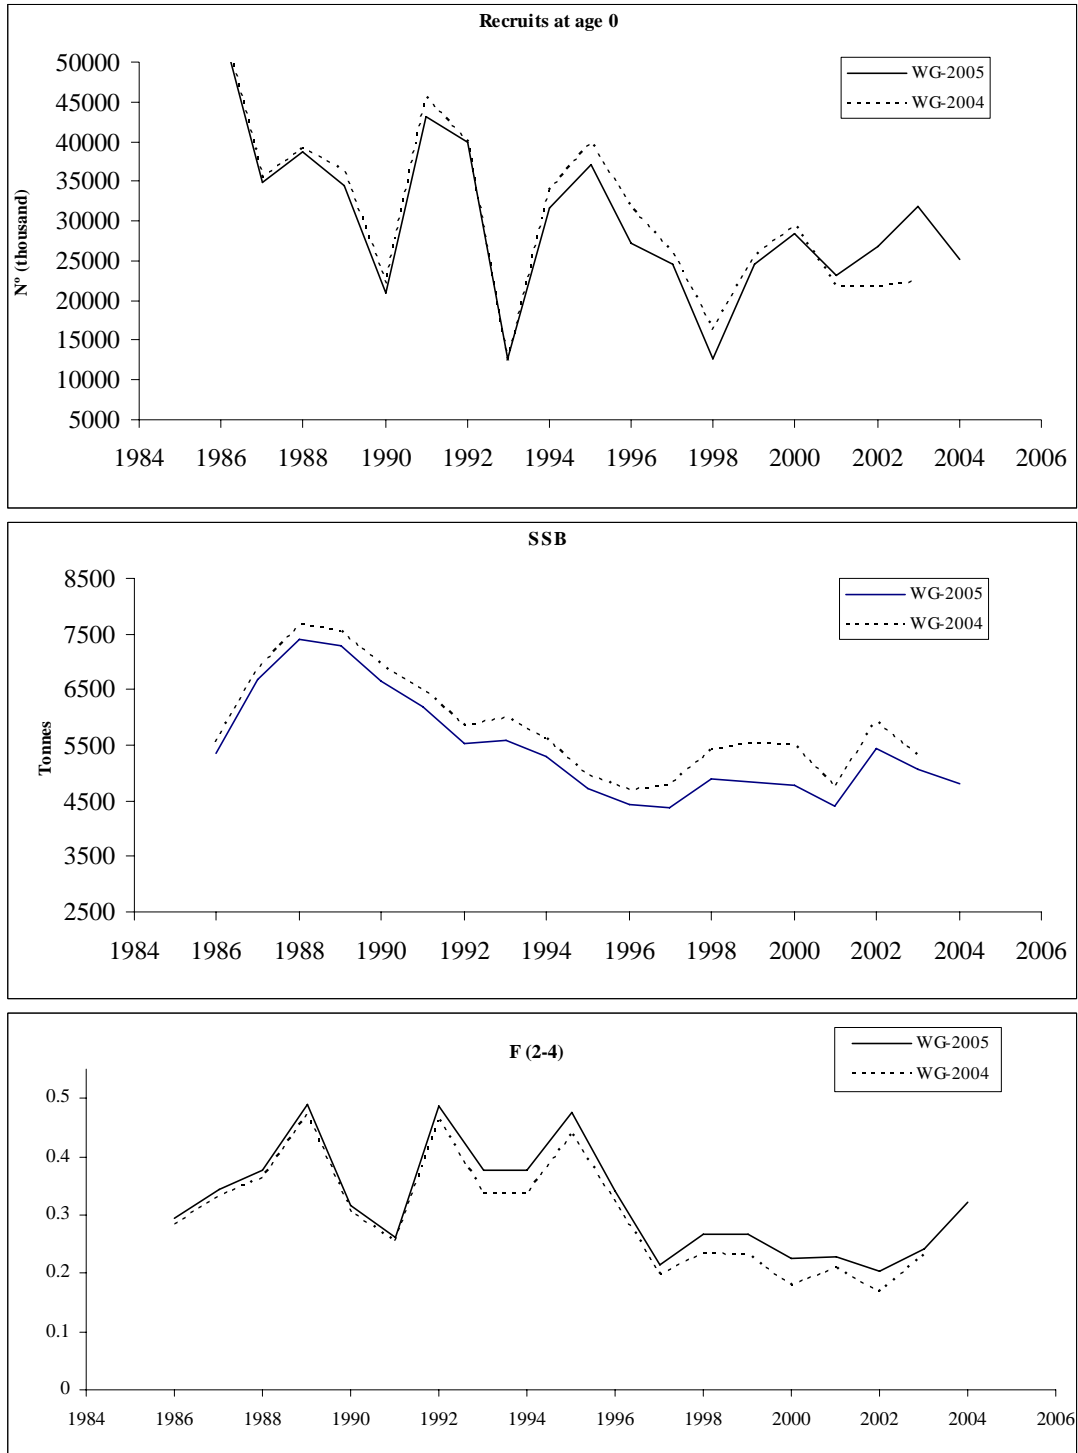 Recruits at age 0
50000
45000
40000
35000
30000
25000
20000
15000
10000
5000
Nº (thousand)
WG-2005
WG-2004
1984 1986 1988 1990 1992 1994 1996 1998 2000 2002 2004 2006
SSB
8500
7500
6500
5500
4500
3500
2500
Tonnes
WG-2005
WG-2004
1984 1986 1988 1990 1992 1994 1996 1998 2000 2002 2004 2006
F (2-4)
WG-2005
WG-2004
0.5
0.4
0.3
0.2
0.1
0
1984 1986 1988 1990 1992 1994 1996 1998 2000 2002 2004 2006